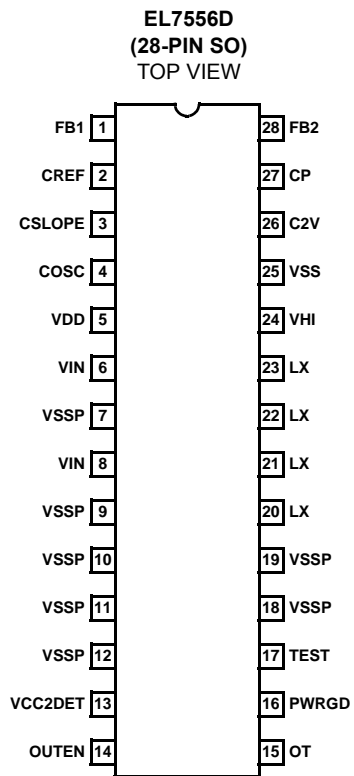 EL7556D
(28-PIN SO)
TOP VIEW
FB1 1 28 FB2
CREF 2 27 CP
CSLOPE 3 26 C2V
COSC 4 25 VSS
VDD 5 24 VHI
VIN 6 23 LX
VSSP 7 22 LX
VIN 8 21 LX
VSSP 9 20 LX
VSSP 10 19 VSSP
VSSP 11 18 VSSP
VSSP 12 17 TEST
VCC2DET 13 16 PWRGD
OUTEN 14 15 OT